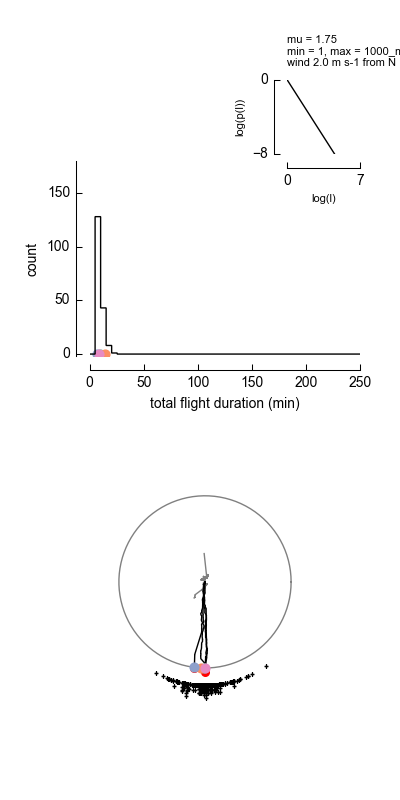 mu = 1.75
min = 1, max = 1000_m
wind 2.0 m s-1 from N
0
log(p(l))
−8
0 7
log(l)
150
count
100
50
0
0 50 100 150 200 250
total flight duration (min)